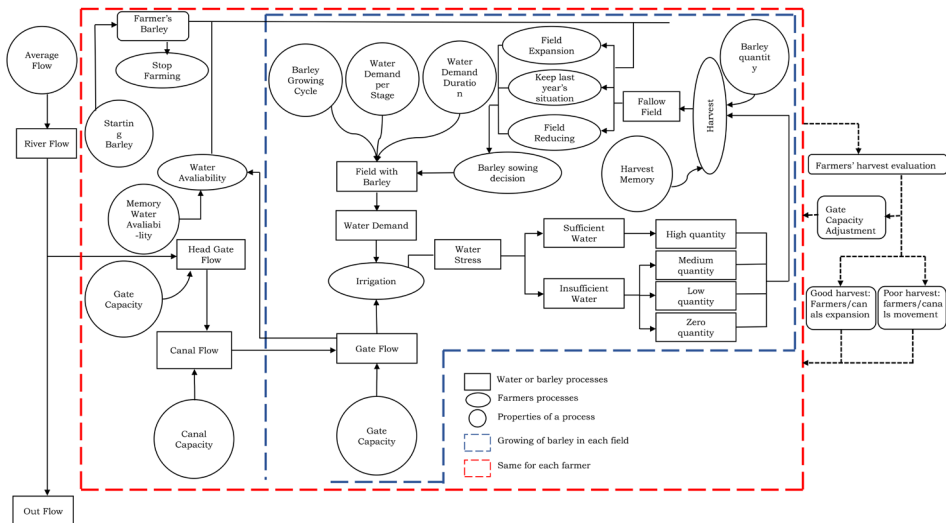 Average
Flow
River Flow
Out Flow
Farmer's
Barley
Stop
Farming
Startin
g
Barley
Water
Avaliability
Memory
Water
Avaliabi
-lity
Head Gate
Flow
Gate
Capacity
Canal Flow
Canal
Capacity
Barley
Growing
Cycle
Water
Demand
per
Stage
Water
Demand
Duratio
n
Field with
Barley
Water Demand
Irrigation
Gate Flow
Gate
Capacity
Field
Expansion
Keep last
year's
situation
Field
Reducing
Barley sowing
decision
Fallow
Field
Harvest
Barley
quantit
y
Harvest
Memory
Water
Stress
Sufficient
Water
Insufficient
Water
High quantity
Medium
quantity
Low
quantity
Zero
quantity
Water or barley processes
Farmers processes
Properties of a process
Growing of barley in each field
Same for each farmer
Farmers' harvest evaluation
Gate
Capacity
Adjustment
Good harvest:
Farmers/can
als expansion
Poor harvest:
farmers/cana
ls movement